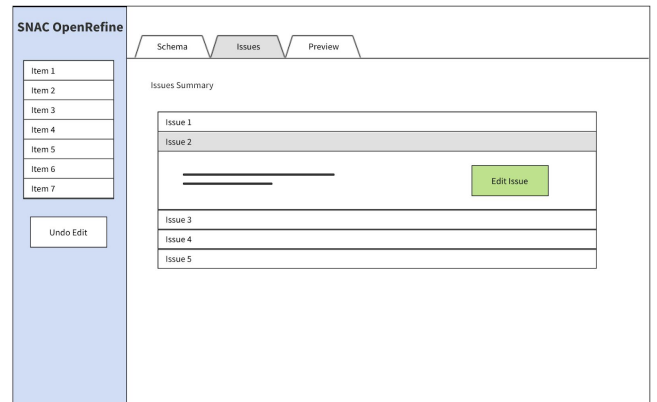 SNAC OpenRefine
Item 1
Item 2
Item 3
Item 4
Item 5
Item 6
Item 7
Undo Edit
Schema
Issues
Preview
Issues Summary
Issue 1
Issue 2
Edit Issue
Issue 3
Issue 4
Issue 5